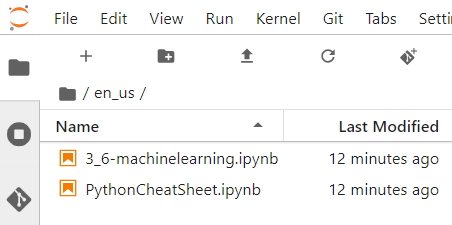 File Edit View Run Kernel Git Tabs Settin
/ en_us /
Name Last Modified
3_6-machinelearning.ipynb 12 minutes ago
PythonCheatSheet.ipynb 12 minutes ago